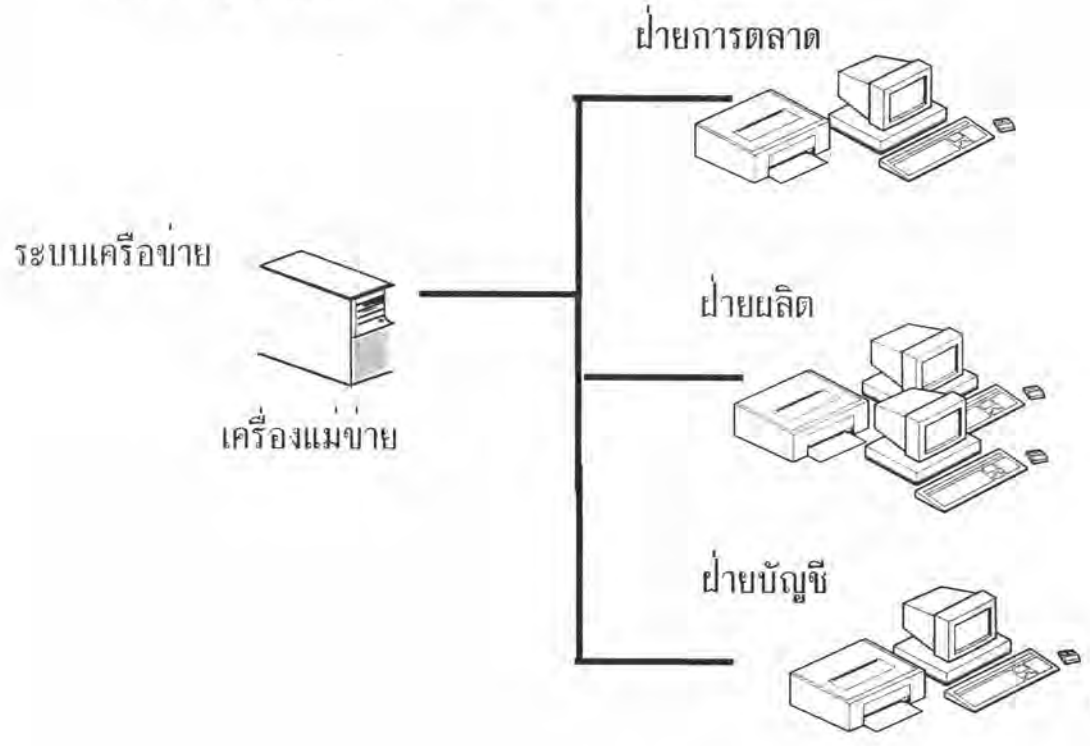 ฝ่ายการตลาด
ระบบเครือข่าย
ฝ่ายผลิต
เครื่องแม่ข่าย
ฝ่ายบัญชี